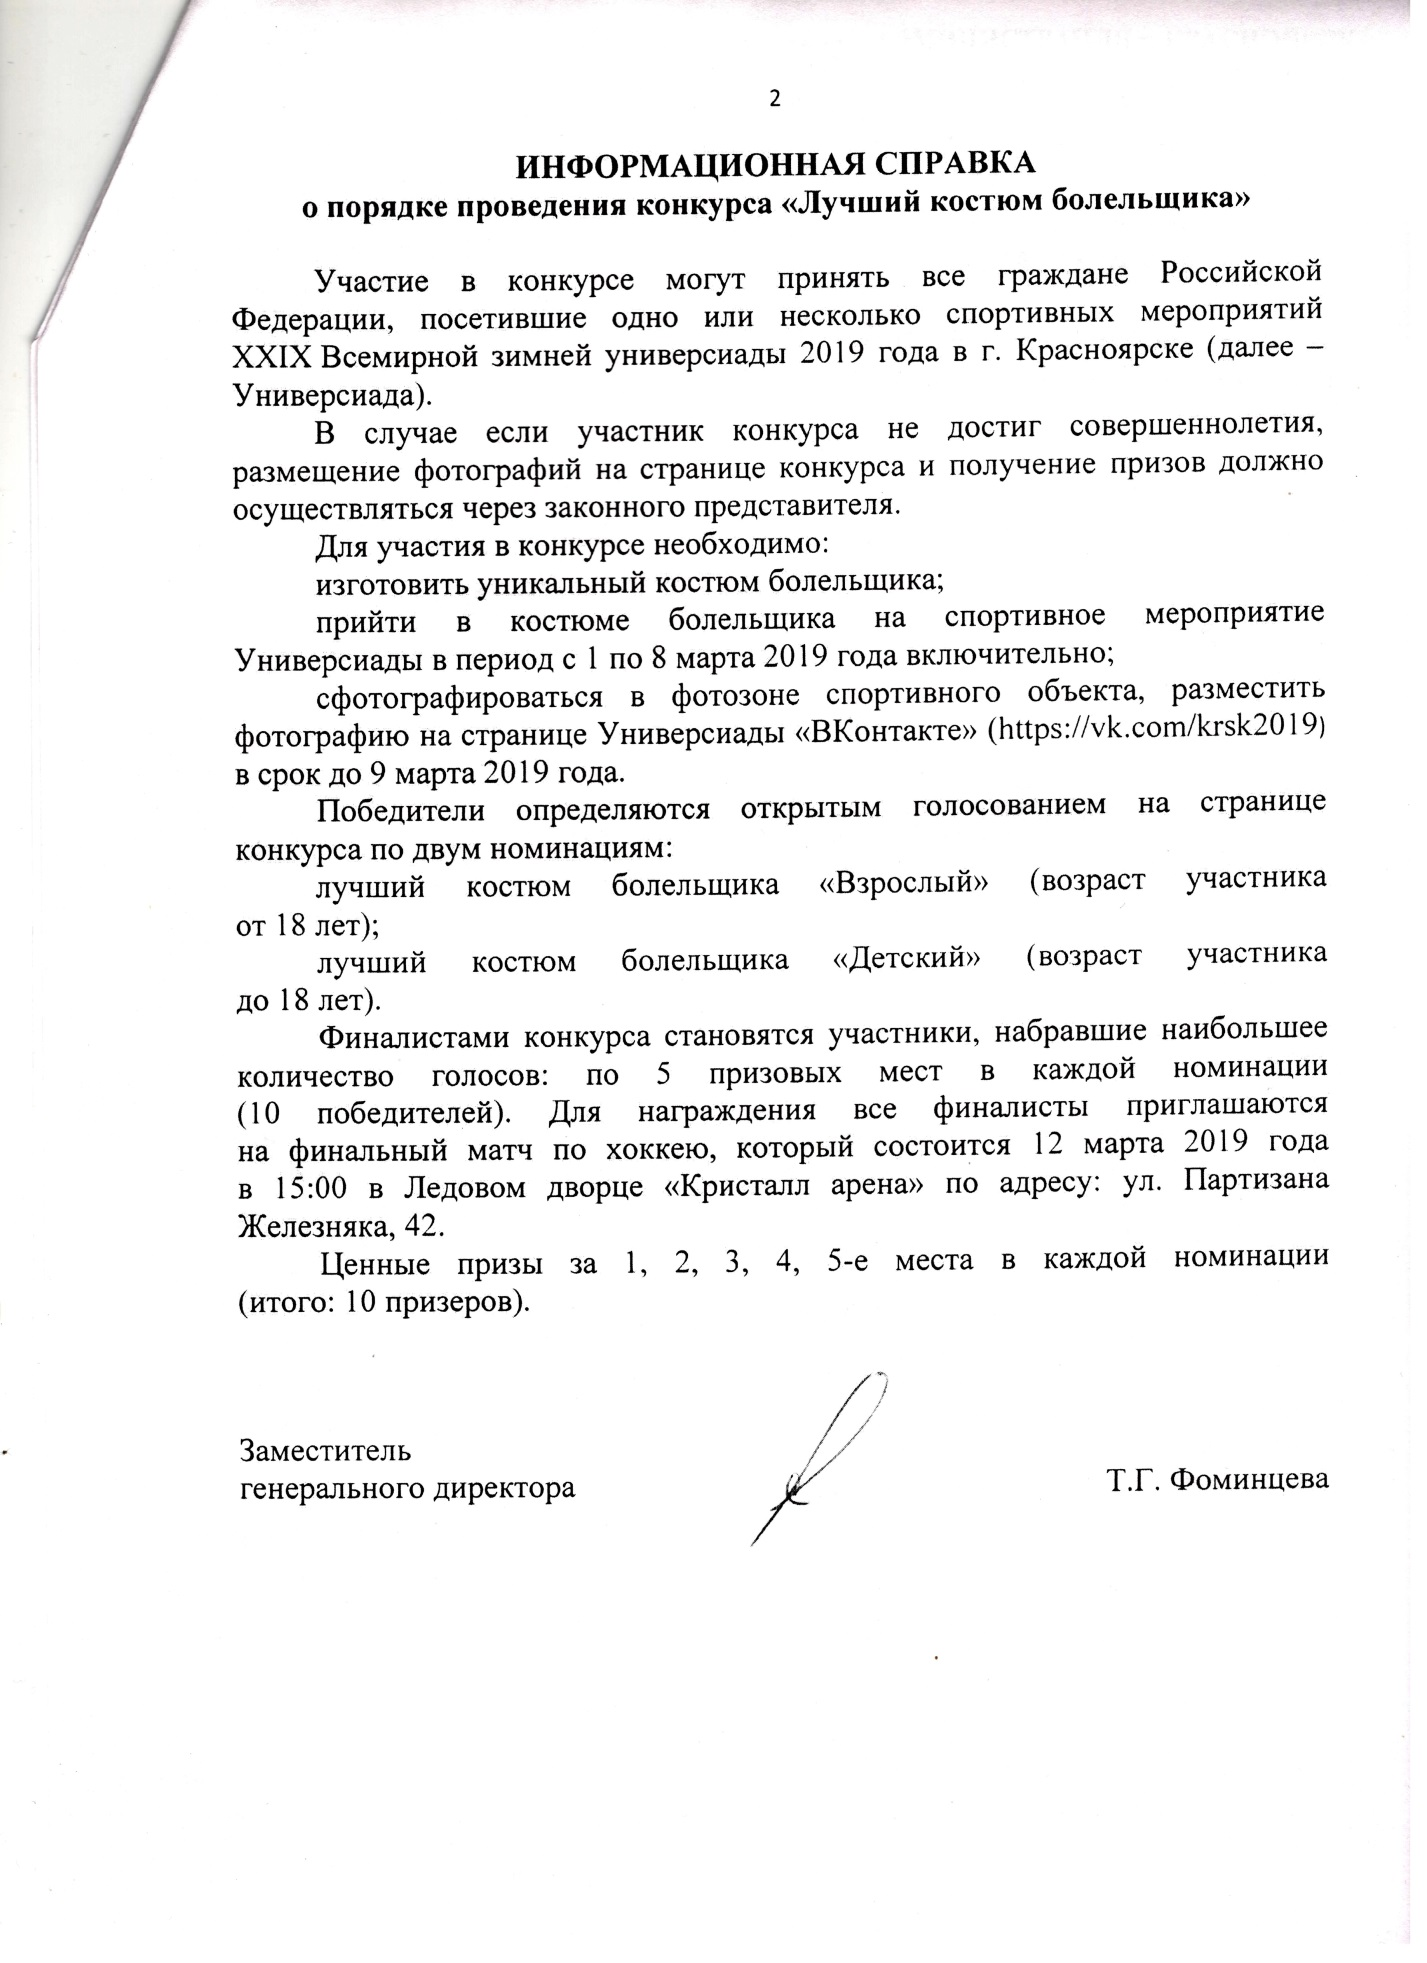 2
ИНФОРМАЦИОННАЯ СПРАВКА
о порядке проведения конкурса «Лучший костюм болельщика»
Участие в конкурсе могут принять все граждане Российской
Федерации, посетившие одно или несколько спортивных мероприятий
XXIX Всемирной зимней универсиады 2019 года в г. Красноярске (далее –
Универсиада).
В случае если участник конкурса не достиг совершеннолетия,
размещение фотографий на странице конкурса и получение призов должно
осуществляться через законного представителя.
Для участия в конкурсе необходимо:
изготовить уникальный костюм болельщика;
прийти в костюме болельщика на спортивное мероприятие
Универсиады в период с 1 по 8 марта 2019 года включительно;
сфотографироваться в фотозоне спортивного объекта, разместить
фотографию на странице Универсиады «ВКонтакте» (https://vk.com/krsk2019)
в срок до 9 марта 2019 года.
Победители определяются открытым голосованием на странице
конкурса по двум номинациям:
лучший костюм болельщика «Взрослый» (возраст участника
от 18 лет);
лучший костюм болельщика «Детский» (возраст участника
до 18 лет).
Финалистами конкурса становятся участники, набравшие наибольшее
количество голосов: по 5 призовых мест в каждой номинации
(10 победителей). Для награждения все финалисты приглашаются
на финальный матч по хоккею, который состоится 12 марта 2019 года
в 15:00 в Ледовом дворце «Кристалл арена» по адресу: ул. Партизана
Железняка, 42.
Ценные призы за 1, 2, 3, 4, 5-е места в каждой номинации
(итого: 10 призеров).
Заместитель
генерального директора
Т.Г. Фоминцева